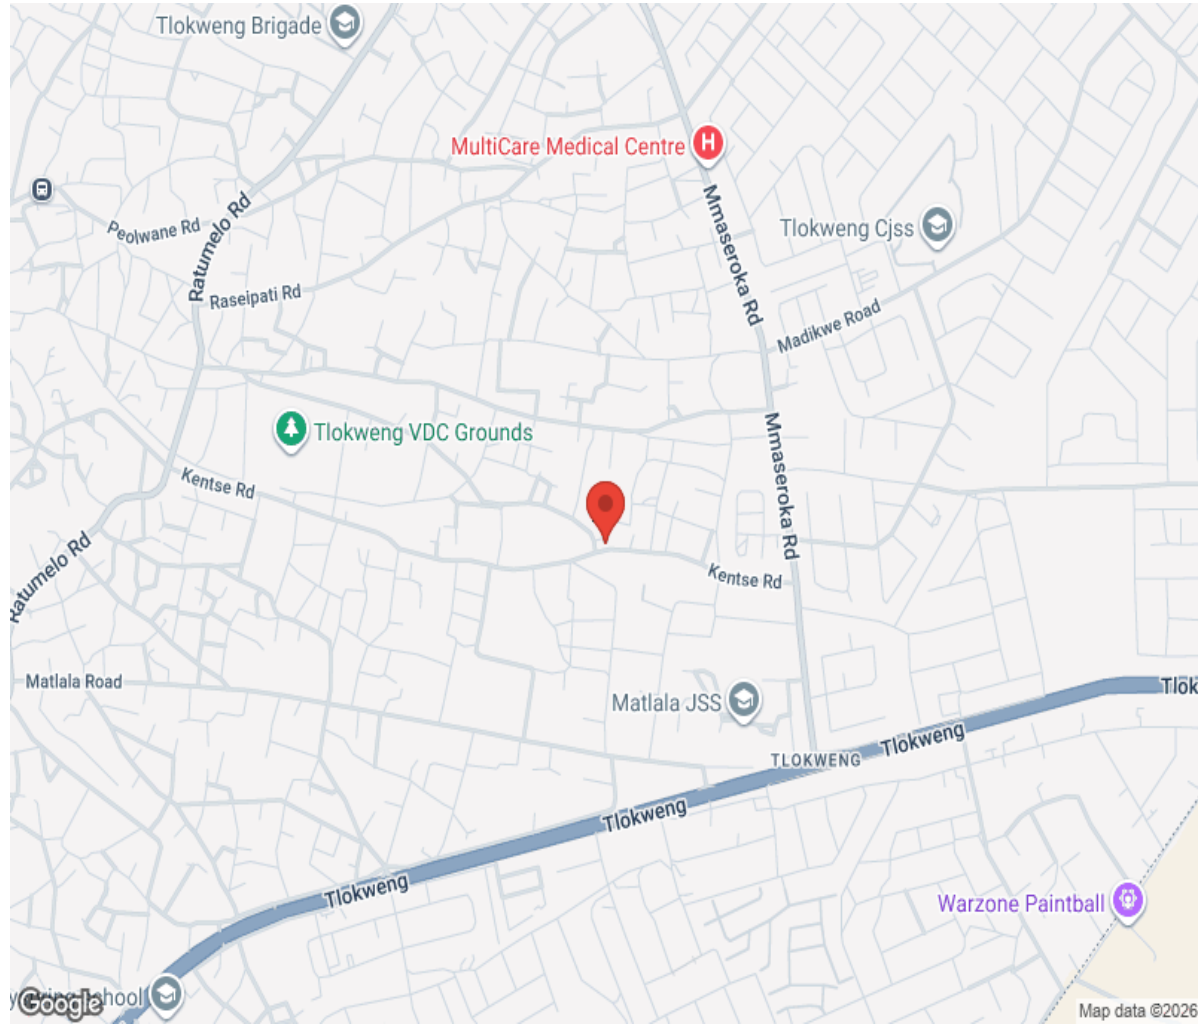 Tlokweng Brigade
MultiCare Medical Centre
H
Peolwane Rd
Ratumelo Rd
Mmaseroka Rd
Tlokweng Cjss
Raseipati Rd
Madikwe Road
Tlokweng VDC Grounds
Kentse Rd
Mmaseroka Rd
Ratumelo Rd
Kentse Rd
Matlala Road
Matlala JSS
Tlok
Tlokweng
TLOKWENG
Tlokweng
Tlokweng
Warzone Paintball
school
Google
Map data ©2026